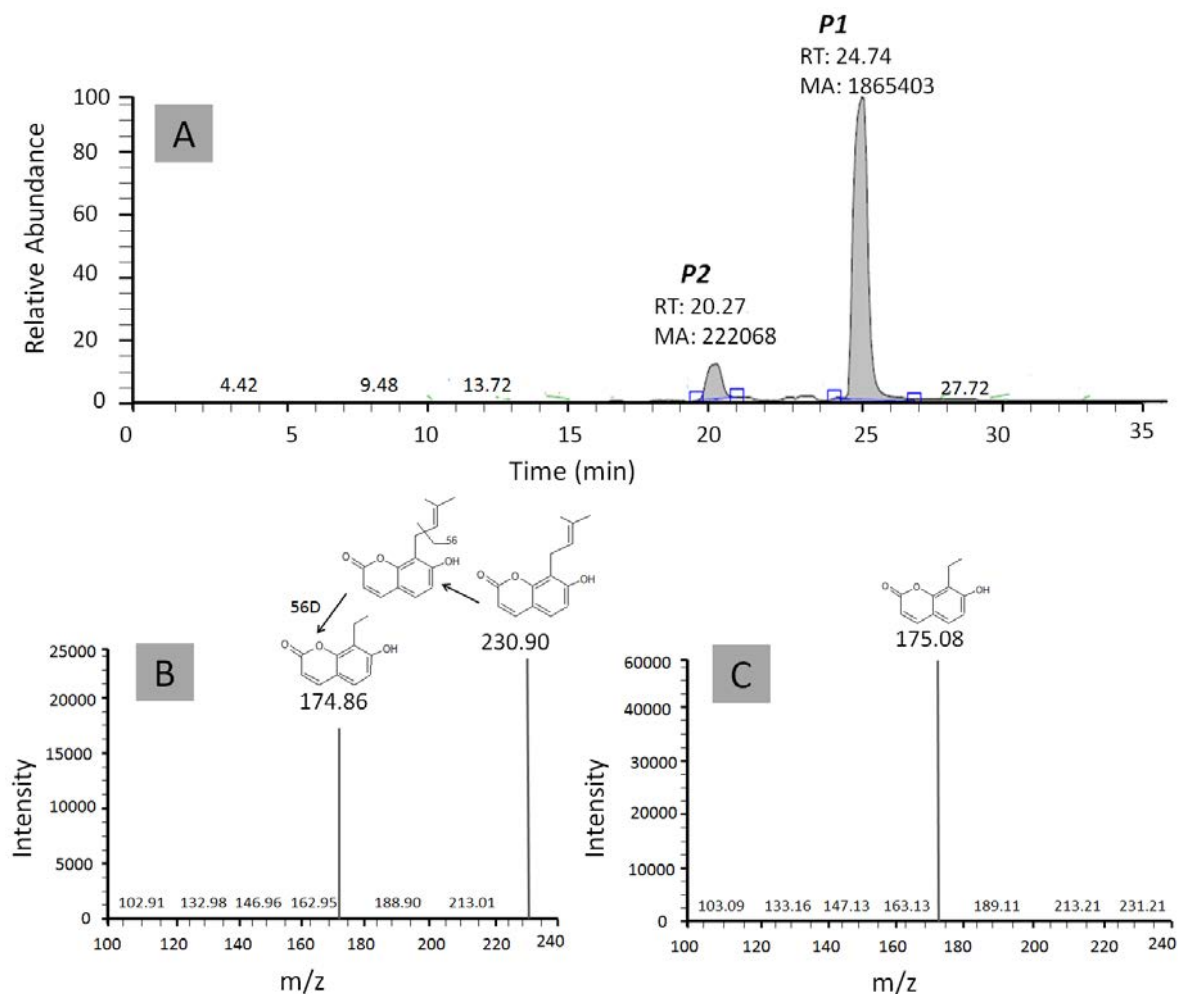 P1
RT: 24.74
MA: 1865403
A
P2
RT: 20.27
MA: 222068
Relative Abundance
100
80
60
40
20
0
4.42 9.48 13.72 27.72
0 5 10 15 20 25 30 35
Time (min)
56
O O OH
O O OH
56D
O O OH
230.90
174.86
B
Intensity
25000
20000
15000
10000
5000
0
102.91 132.98 146.96 162.95 188.90 213.01
100 120 140 160 180 200 220 240
m/z
O O OH
175.08
C
Intensity
60000
40000
30000
20000
10000
0
103.09 133.16 147.13 163.13 189.11 213.21 231.21
100 120 140 160 180 200 220 240
m/z